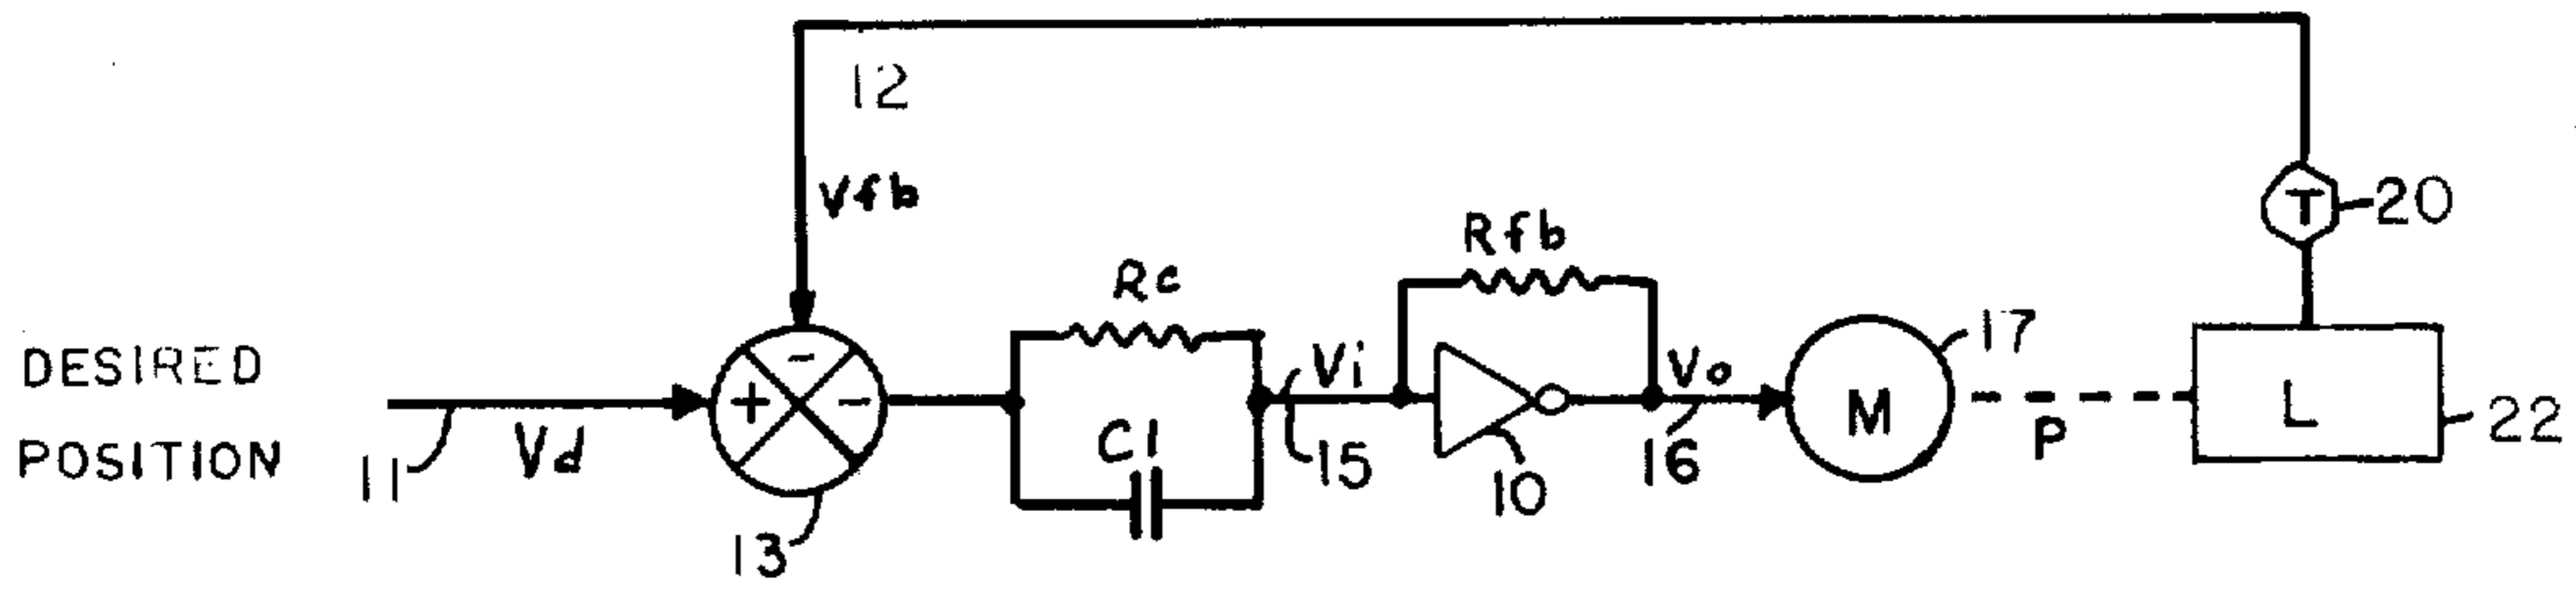 12
Vfb
T
20
Rfb
Rc
17
DESIRED
POSITION
11
Vd
+
-
-
13
C1
Vi
15
10
Vo
16
M
P
L
22